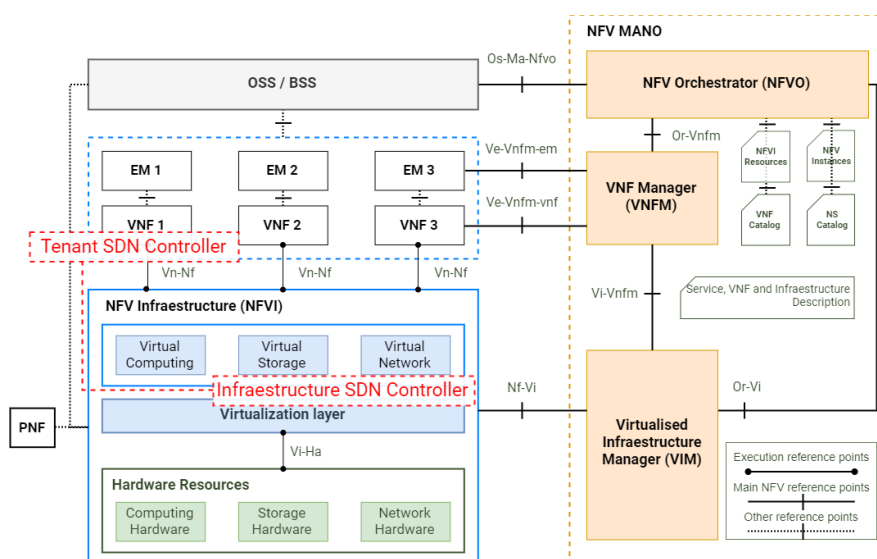 NFV MANO
Os-Ma-Nfvo
OSS / BSS
NFV Orchestrator (NFVO)
Or-Vnfm
NFVI
Resources
NFV
Instances
Ve-Vnfm-em
EM 1
EM 2
EM 3
VNF Manager
(VNFM)
VNF
Catalog
NS
Catalog
Ve-Vnfm-vnf
VNF 1
VNF 2
VNF 3
Tenant SDN Controller
Vn-Nf
Vn-Nf
Vn-Nf
Vi-Vnfm
Service, VNF and Infraestructure
Description
NFV Infraestructure (NFVI)
Virtual
Computing
Virtual
Storage
Virtual
Network
Infraestructure SDN Controller
Nf-Vi
Or-Vi
Virtualization layer
PNF
Virtualised
Infraestructure
Manager (VIM)
Vi-Ha
Hardware Resources
Computing
Hardware
Storage
Hardware
Network
Hardware
Execution reference points
Main NFV reference points
Other reference points